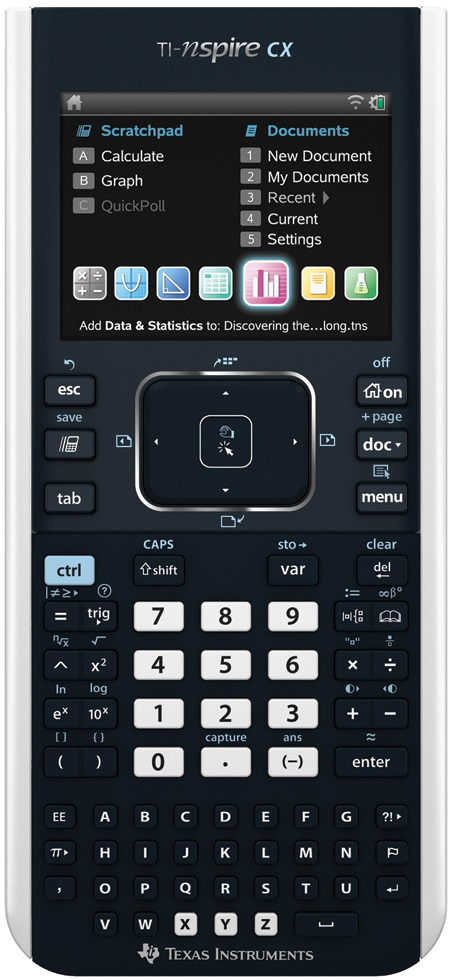 TI-nspire CX
Scratchpad
A Calculate
B Graph
C QuickPoll
Documents
1 New Document
2 My Documents
3 Recent
4 Current
5 Settings
Add Data & Statistics to: Discovering the...long.tns
off
esc
on
save
+ page
doc
tab
menu
CAPS sto→ clear
ctrl shift var del
|≠≥▸ ? := ∞β°
= trig 7 8 9
ⁿ√x √ "▫"
^ x² 4 5 6 × ÷
ln log
eˣ 10ˣ 1 2 3 + −
[ ] { } capture ans ≈
( ) 0 . (−) enter
EE A B C D E F G ?!▸
π▸ H I J K L M N
, O P Q R S T U ↵
V W X Y Z
TEXAS INSTRUMENTS